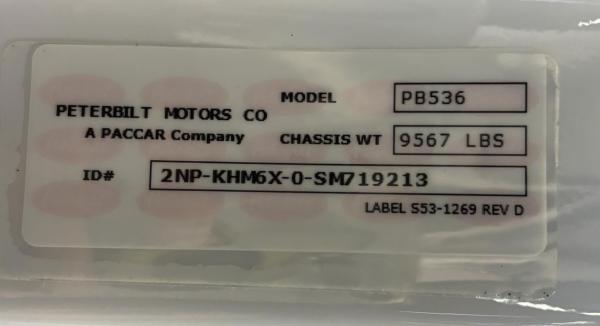 PETERBILT MOTORS CO
A PACCAR Company
MODEL PB536
CHASSIS WT 9567 LBS
ID# 2NP-KHM6X-0-SM719213
LABEL S53-1269 REV D